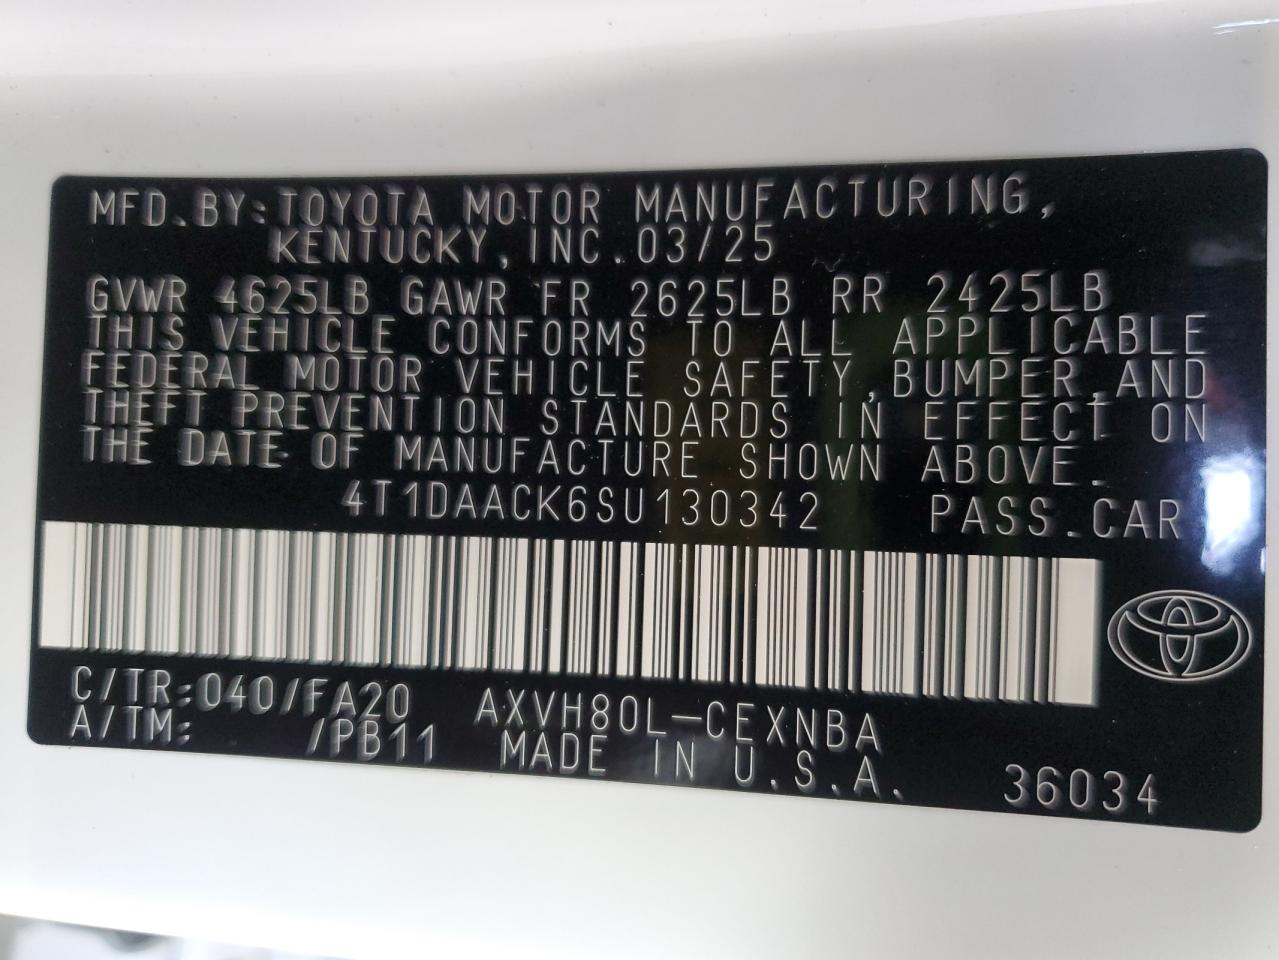 MFD.BY:TOYOTA MOTOR MANUFACTURING,
KENTUCKY,INC.03/25
GVWR 4625LB GAWR FR 2625LB RR 2425LB
THIS VEHICLE CONFORMS TO ALL APPLICABLE
FEDERAL MOTOR VEHICLE SAFETY,BUMPER,AND
THEFT PREVENTION STANDARDS IN EFFECT ON
THE DATE OF MANUFACTURE SHOWN ABOVE.
4T1DAACK6SU130342 PASS.CAR
C/TR:040/FA20 AXVH80L-CEXNBA
A/TM: /PB11 MADE IN U.S.A. 36034